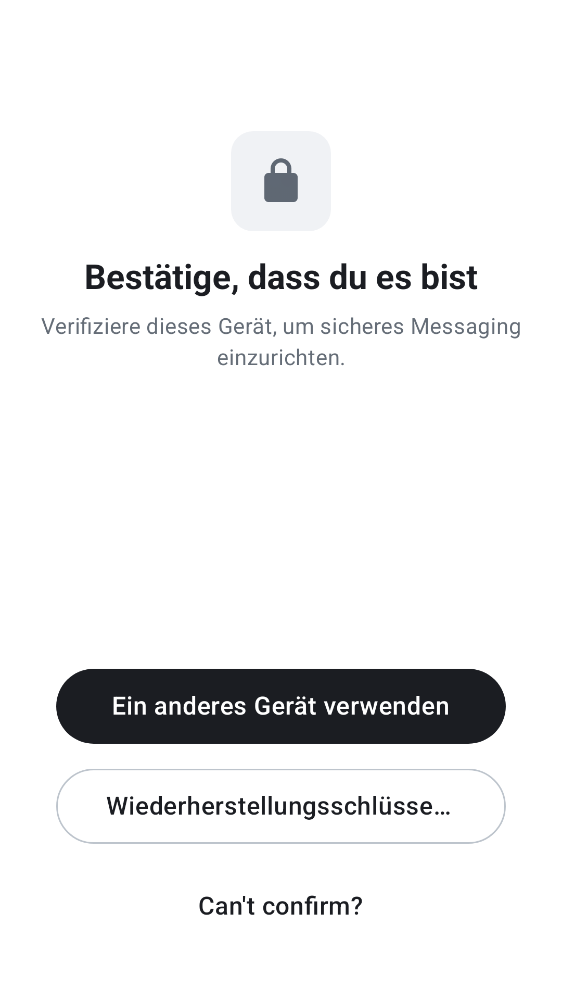 Bestätige, dass du es bist
Verifiziere dieses Gerät, um sicheres Messaging
einzurichten.
Ein anderes Gerät verwenden
Wiederherstellungsschlüsse…
Can't confirm?